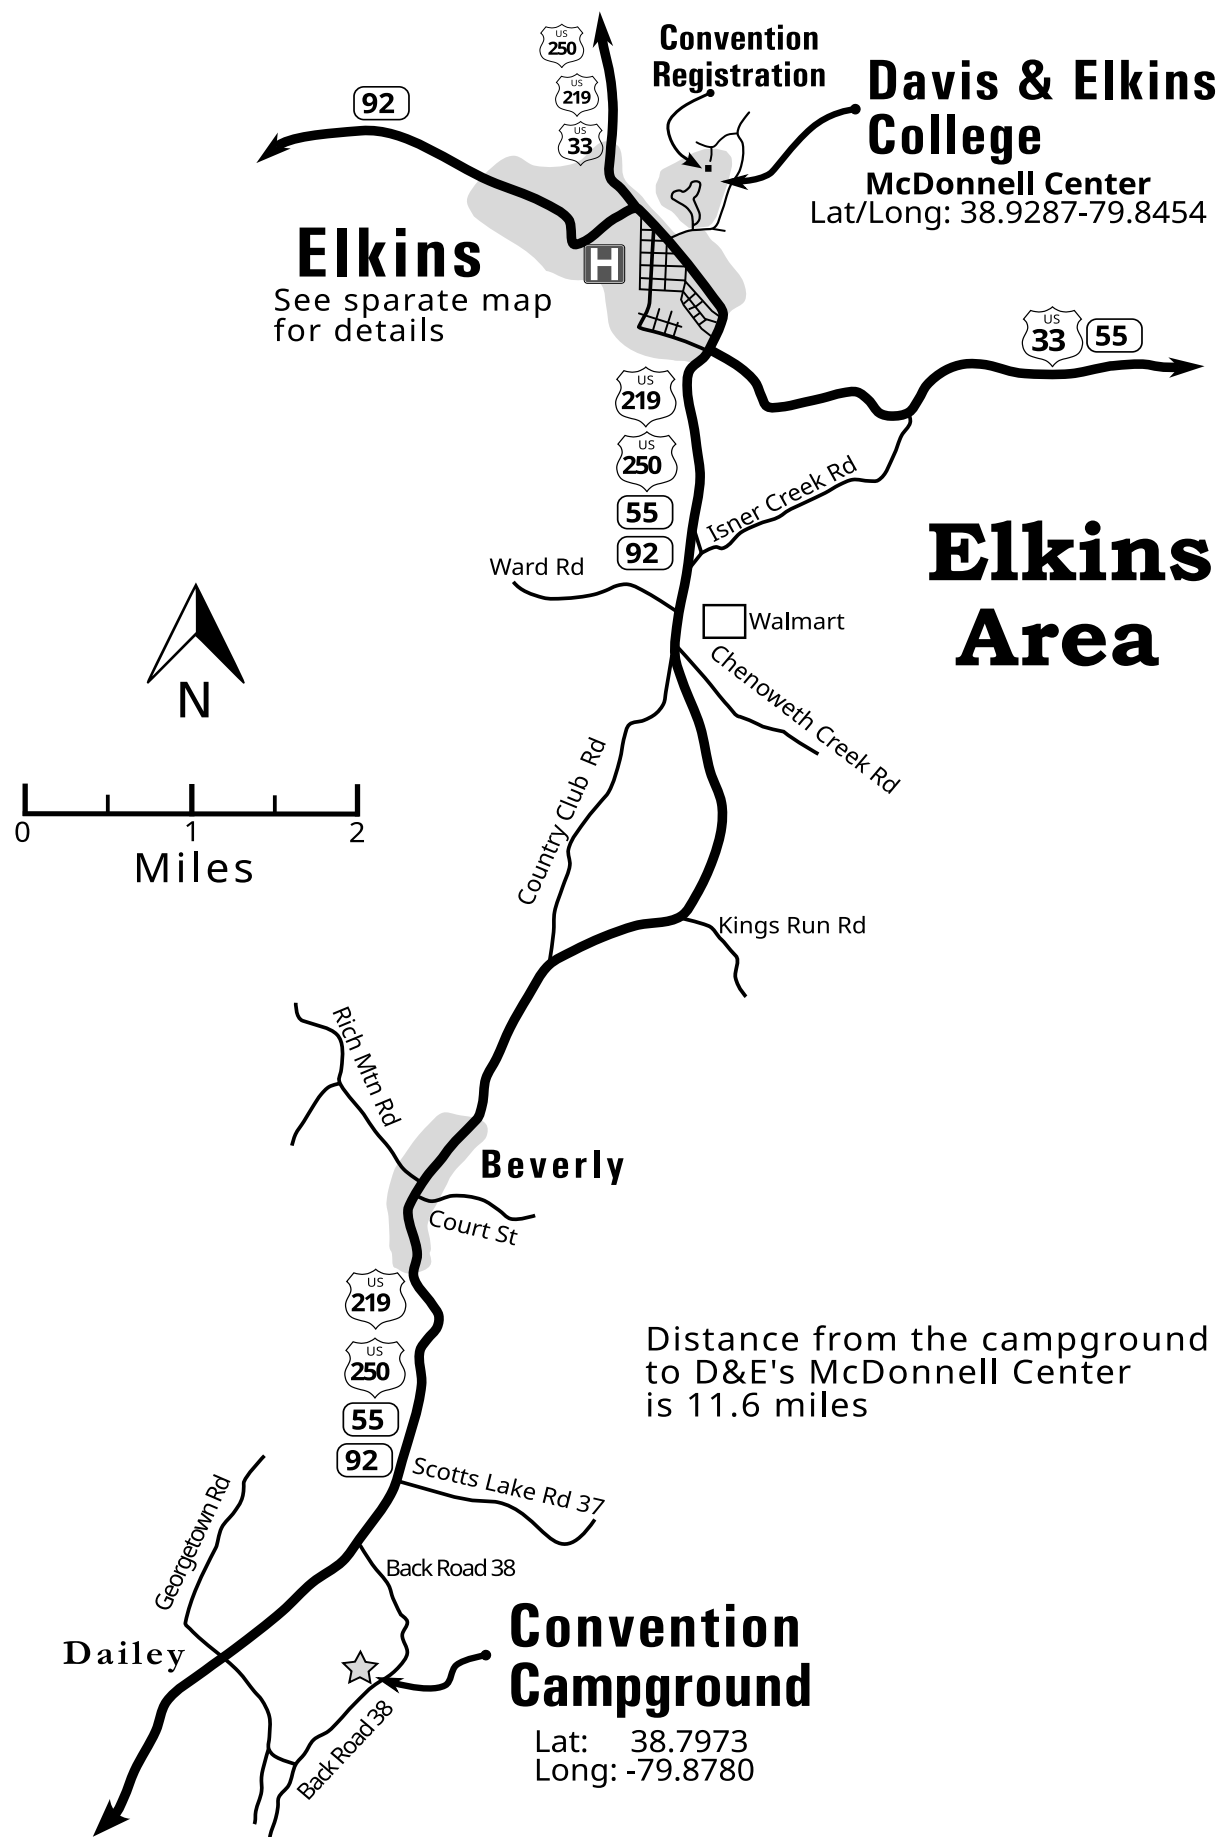 US
250
US
219
US
33
92
Convention
Registration
Davis & Elkins
College
McDonnell Center
Lat/Long: 38.9287-79.8454
Elkins
See sparate map
for details
H
US
33
55
US
219
US
250
55
92
Isner Creek Rd
Ward Rd
Elkins
Area
Walmart
Chenoweth Creek Rd
N
0 1 2
Miles
Country Club Rd
Kings Run Rd
Rich Mtn Rd
Beverly
Court St
US
219
US
250
55
92
Distance from the campground
to D&E's McDonnell Center
is 11.6 miles
Scotts Lake Rd 37
Georgetown Rd
Back Road 38
Dailey
Convention
Campground
Back Road 38
Lat: 38.7973
Long: -79.8780